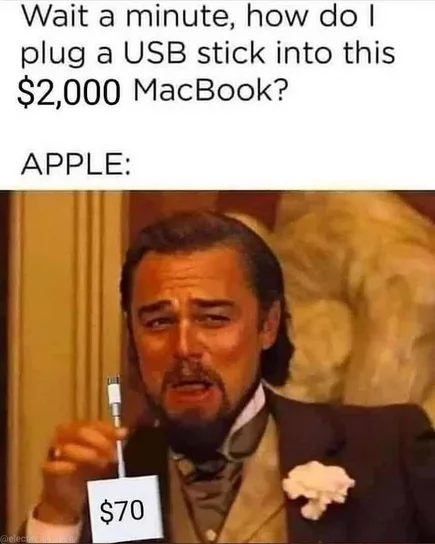 Wait a minute, how do I
plug a USB stick into this
$2,000 MacBook?
APPLE:
$70